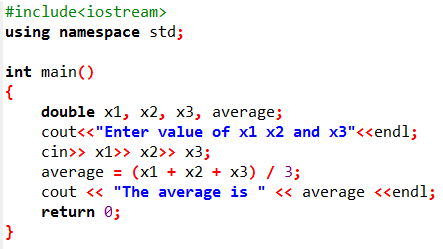 #include<iostream>
using namespace std;
int main()
{
double x1, x2, x3, average;
cout<<"Enter value of x1 x2 and x3"<<endl;
cin>> x1>> x2>> x3;
average = (x1 + x2 + x3) / 3;
cout << "The average is " << average <<endl;
return 0;
}